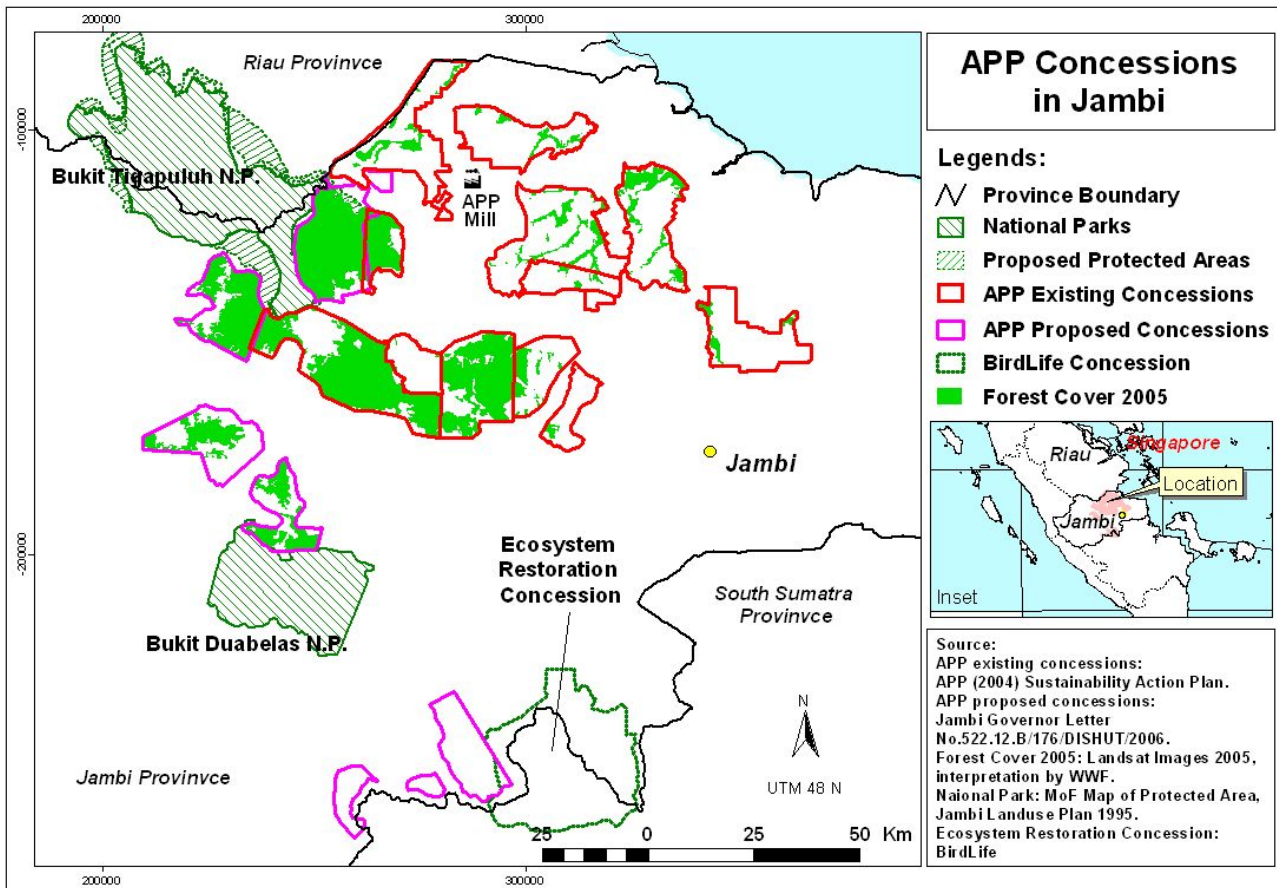 200000
300000
-100000
-200000
200000
300000
Riau Provinvce
Bukit Tigapuluh N.P.
APP
Mill
Jambi
Ecosystem
Restoration
Concession
South Sumatra
Provinvce
Bukit Duabelas N.P.
Jambi Provinvce
N
UTM 48 N
25 0 25 50 Km
APP Concessions
in Jambi
Legends:
Province Boundary
National Parks
Proposed Protected Areas
APP Existing Concessions
APP Proposed Concessions
BirdLife Concession
Forest Cover 2005
Singapore
Riau
Location
Jambi
Inset
Source:
APP existing concessions:
APP (2004) Sustainability Action Plan.
APP proposed concessions:
Jambi Governor Letter
No.522.12.B/176/DISHUT/2006.
Forest Cover 2005: Landsat Images 2005,
interpretation by WWF.
Naional Park: MoF Map of Protected Area,
Jambi Landuse Plan 1995.
Ecosystem Restoration Concession:
BirdLife